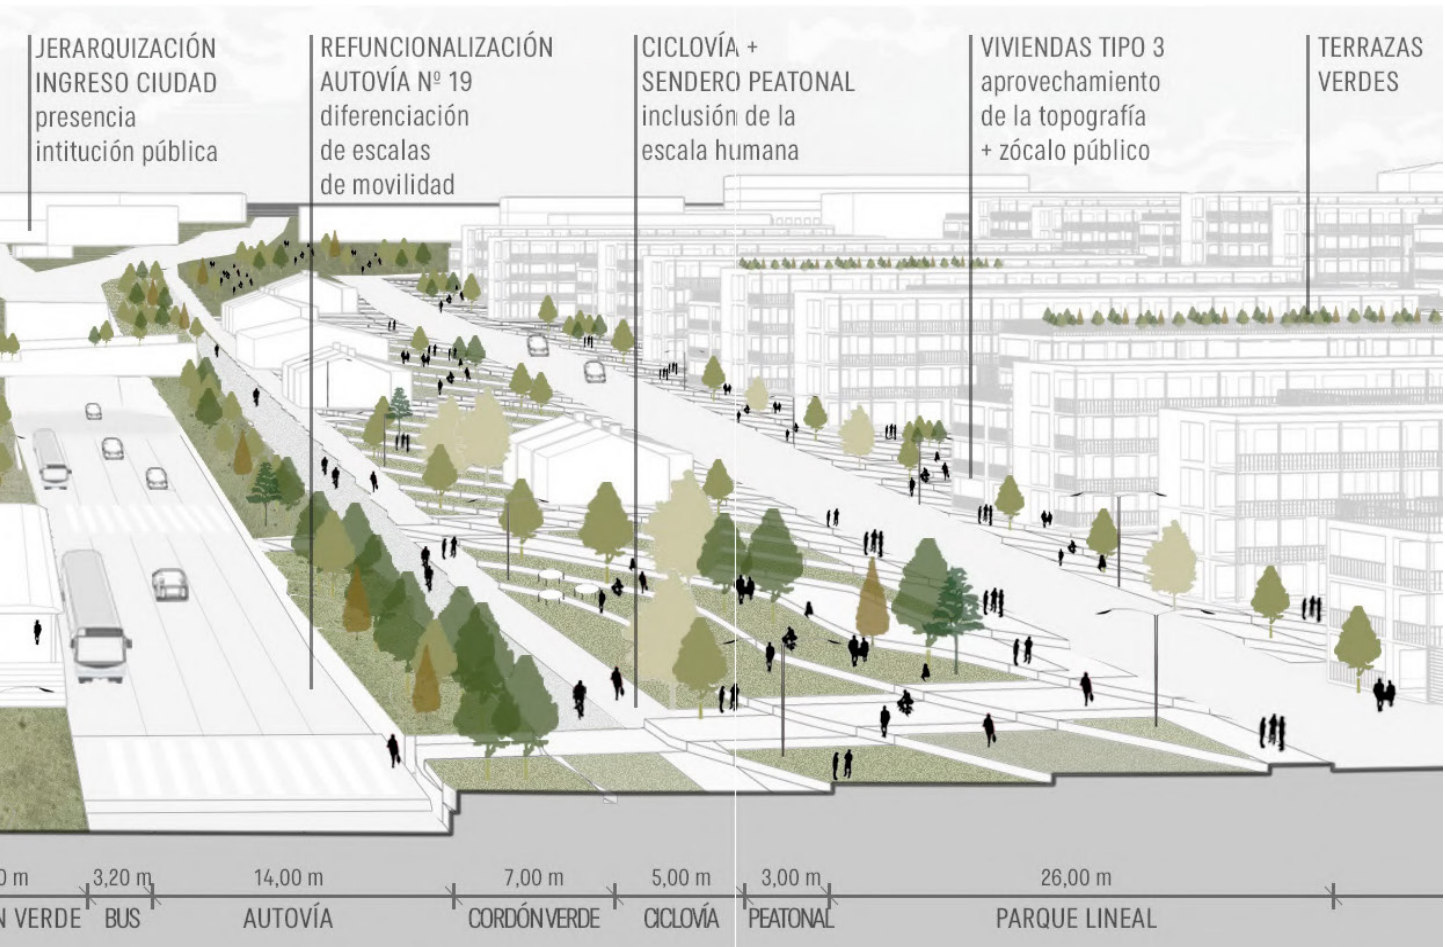 JERARQUIZACIÓN
INGRESO CIUDAD
presencia
intitución pública
REFUNCIONALIZACIÓN
AUTOVÍA Nº 19
diferenciación
de escalas
de movilidad
CICLOVÍA +
SENDERO PEATONAL
inclusión de la
escala humana
VIVIENDAS TIPO 3
aprovechamiento
de la topografía
+ zócalo público
TERRAZAS
VERDES
0 m 3,20 m 14,00 m 7,00 m 5,00 m 3,00 m 26,00 m
N VERDE BUS AUTOVÍA CORDÓN VERDE CICLOVÍA PEATONAL PARQUE LINEAL